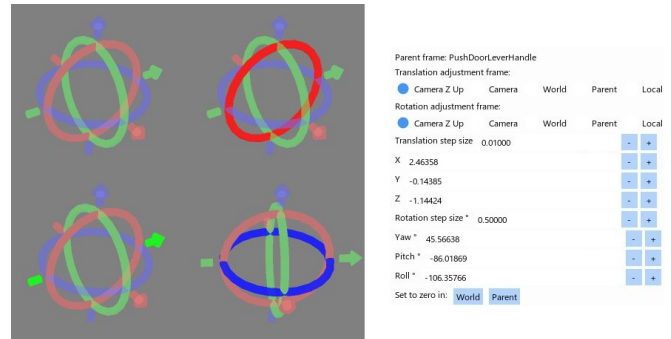 Parent frame: PushDoorLeverHandle
Translation adjustment frame:
Camera Z Up Camera World Parent Local
Rotation adjustment frame:
Camera Z Up Camera World Parent Local
Translation step size 0.01000 - +
X 2.46358 - +
Y -0.14385 - +
Z -1.14424 - +
Rotation step size ° 0.50000 - +
Yaw ° 45.56638 - +
Pitch ° -86.01869 - +
Roll ° -106.35766 - +
Set to zero in: World Parent